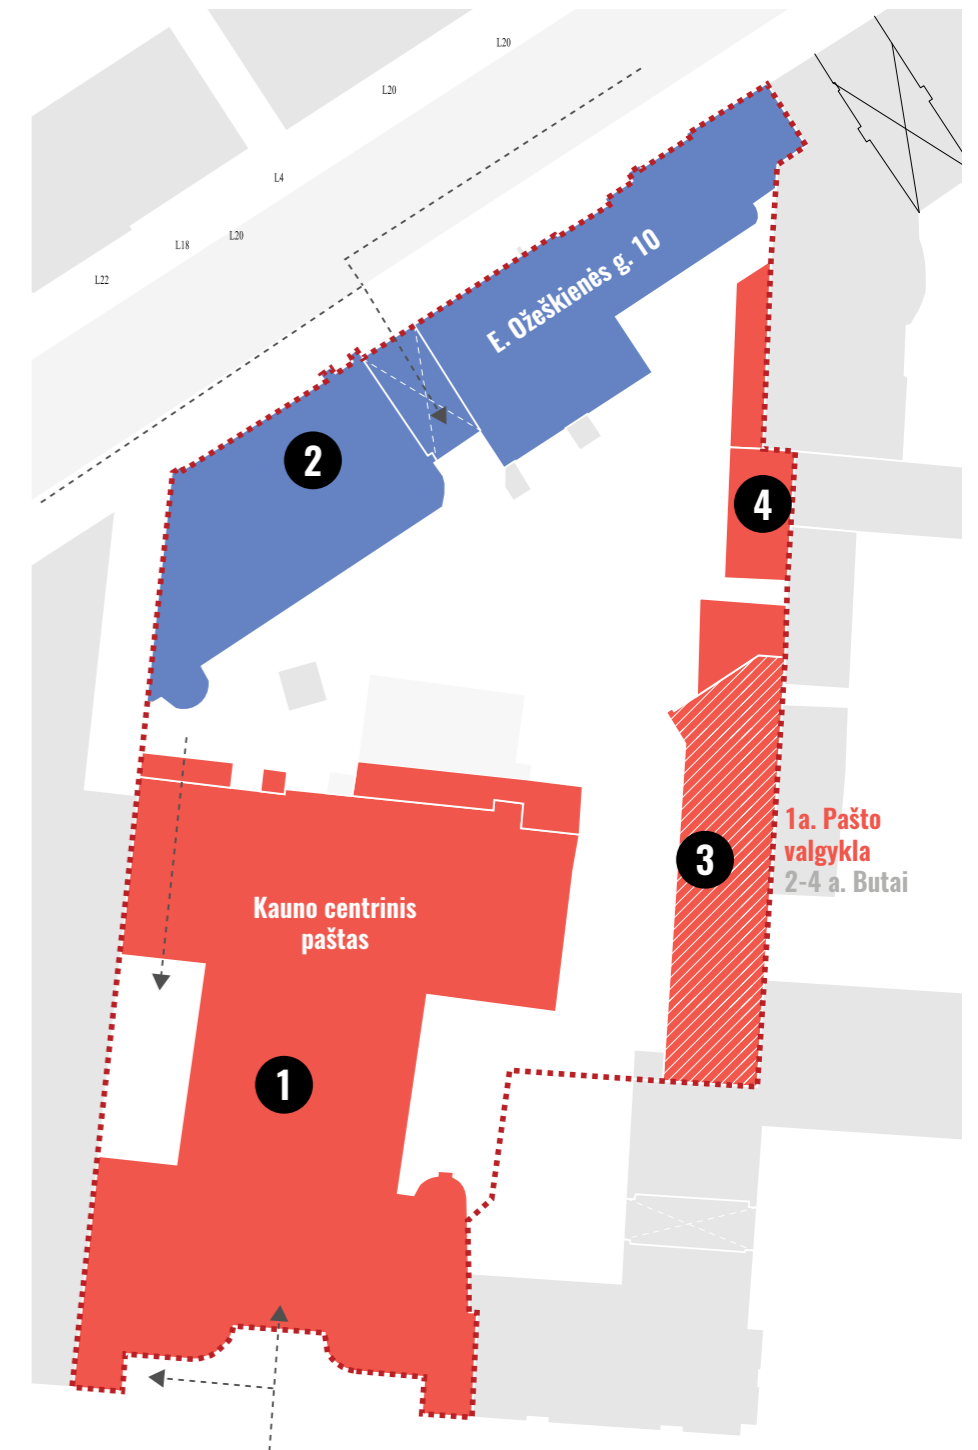 L20
L20
L4
L20
L18
L22
E. Ožeškienės g. 10
2
4
1a. Pašto
valgykla
2-4 a. Butai
3
Kauno centrinis
paštas
1